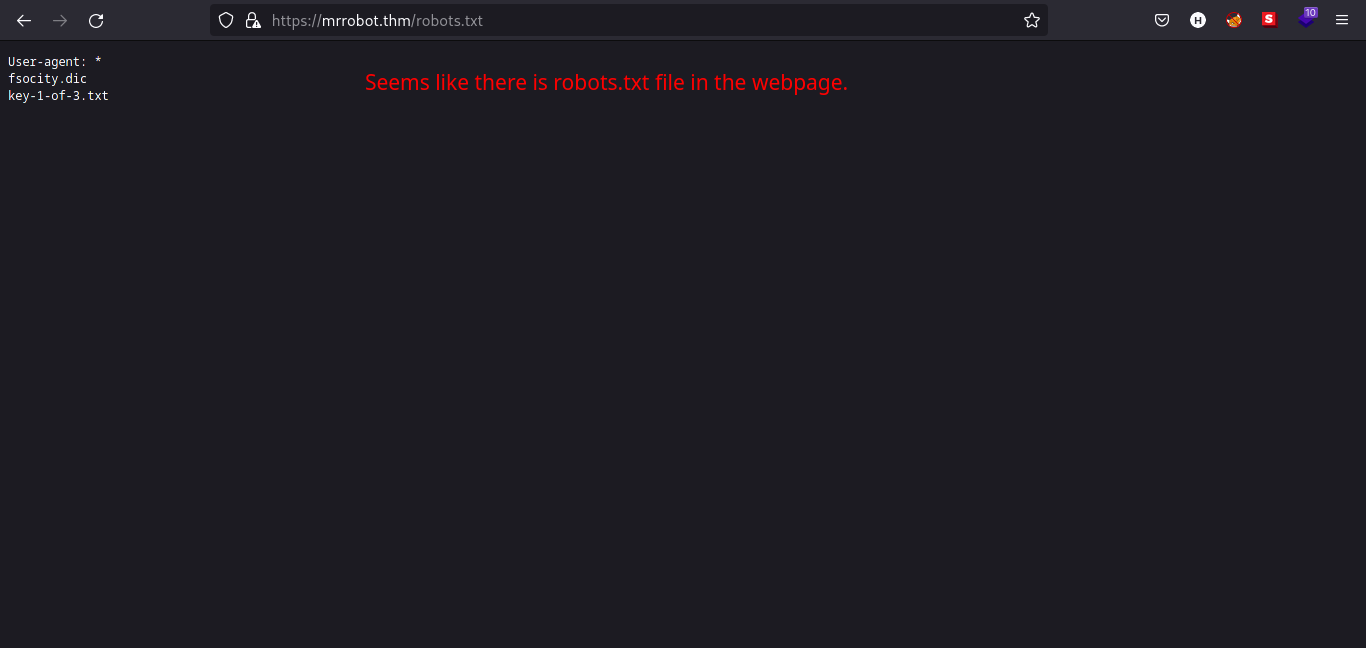 https://mrrobot.thm/robots.txt
H
S
10
User-agent: *
fsocity.dic
key-1-of-3.txt
Seems like there is robots.txt file in the webpage.